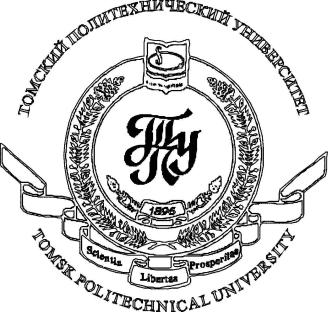 ТОМСКИЙ ПОЛИТЕХНИЧЕСКИЙ УНИВЕРСИТЕТ
ТПУ
1896
Scientia
Libertas
Prosperitas
TOMSK POLITECHNICAL UNIVERSITY